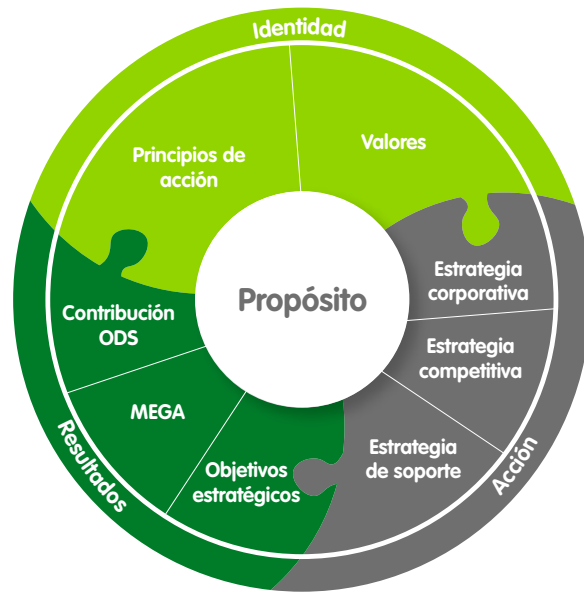 Identidad
Principios de
acción
Valores
Propósito
Estrategia
corporativa
Estrategia
competitiva
Estrategia
de soporte
Acción
Contribución
ODS
MEGA
Objetivos
estratégicos
Resultados